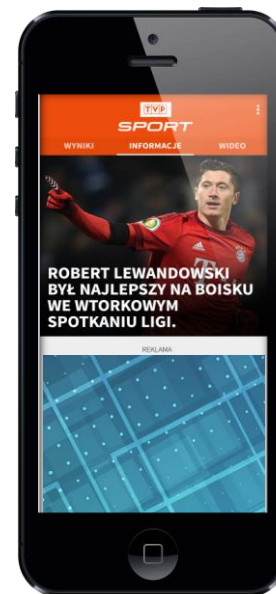 TVP
SPORT
WYNIKI INFORMACJE WIDEO
ROBERT LEWANDOWSKI
BYŁ NAJLEPSZY NA BOISKU
WE WTORKOWYM
SPOTKANIU LIGI.
REKLAMA